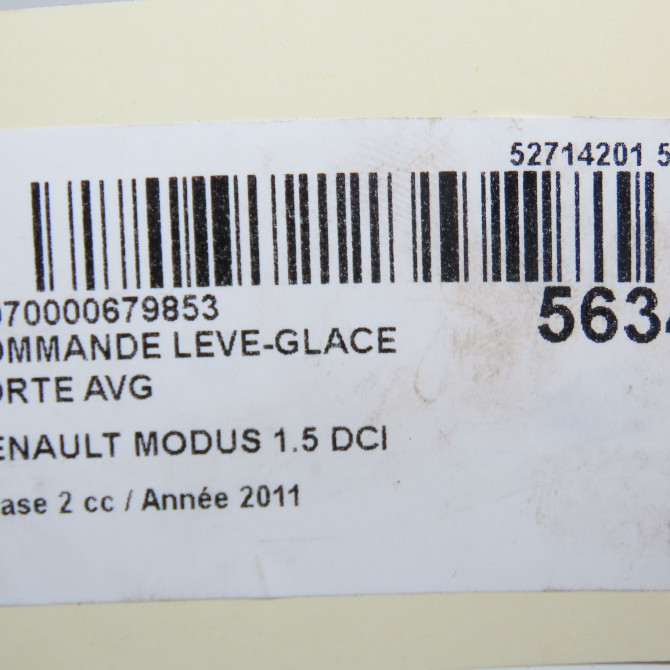 52714201 5
070000679853
563
OMMANDE LEVE-GLACE
ORTE AVG
ENAULT MODUS 1.5 DCI
ase 2 cc / Année 2011